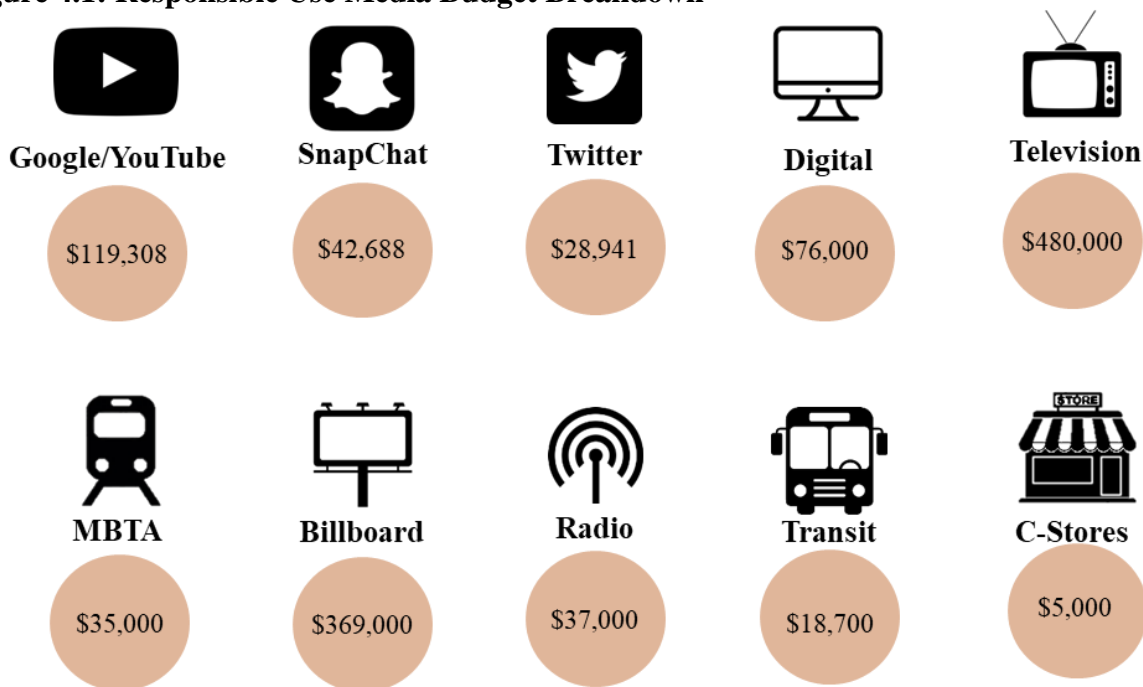 Responsible Use Media Budget Breakdown
Google/YouTube
SnapChat
Twitter
Digital
Television
$119,308
$42,688
$28,941
$76,000
$480,000
STORE
MBTA
Billboard
Radio
Transit
C-Stores
$35,000
$369,000
$37,000
$18,700
$5,000